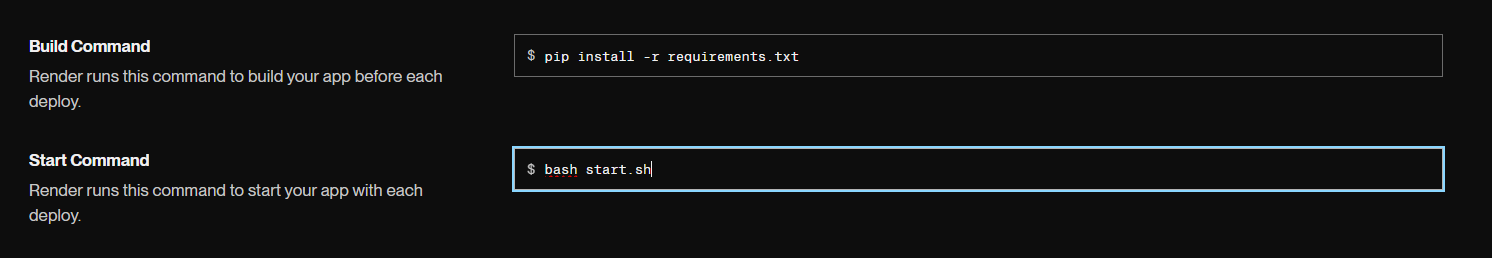 Build Command
$ pip install -r requirements.txt
Render runs this command to build your app before each
deploy.
Start Command
$ bash start.sh
Render runs this command to start your app with each
deploy.